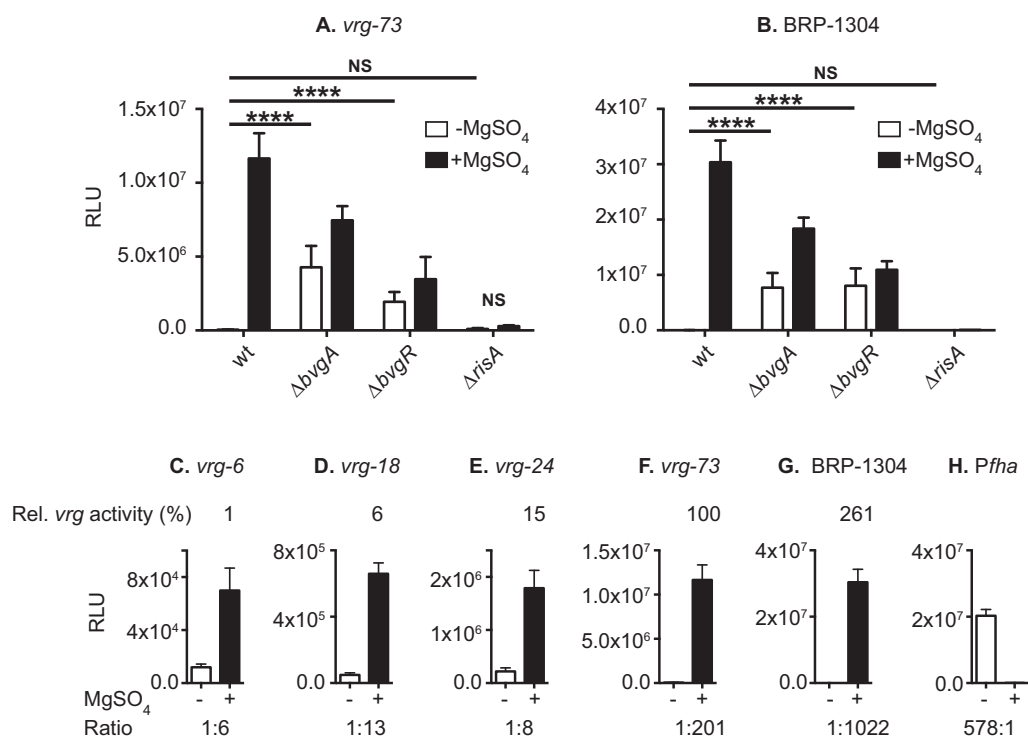 A. vrg-73
B. BRP-1304
NS
****
****
1.5x10⁷
1.0x10⁷
5.0x10⁶
0.0
RLU
-MgSO₄
+MgSO₄
NS
wt
ΔbvgA
ΔbvgR
ΔrisA
NS
****
****
4x10⁷
3x10⁷
2x10⁷
1x10⁷
0.0
-MgSO₄
+MgSO₄
wt
ΔbvgA
ΔbvgR
ΔrisA
C. vrg-6
D. vrg-18
E. vrg-24
F. vrg-73
G. BRP-1304
H. Pfha
Rel. vrg activity (%) 1 6 15 100 261
RLU
8x10⁴
4x10⁴
0.0
8x10⁵
4x10⁵
0.0
2x10⁶
1x10⁶
0.0
1.5x10⁷
1.0x10⁷
5.0x10⁶
0.0
4x10⁷
2x10⁷
0.0
4x10⁷
2x10⁷
0.0
MgSO₄ - + - + - + - + - + - +
Ratio 1:6 1:13 1:8 1:201 1:1022 578:1